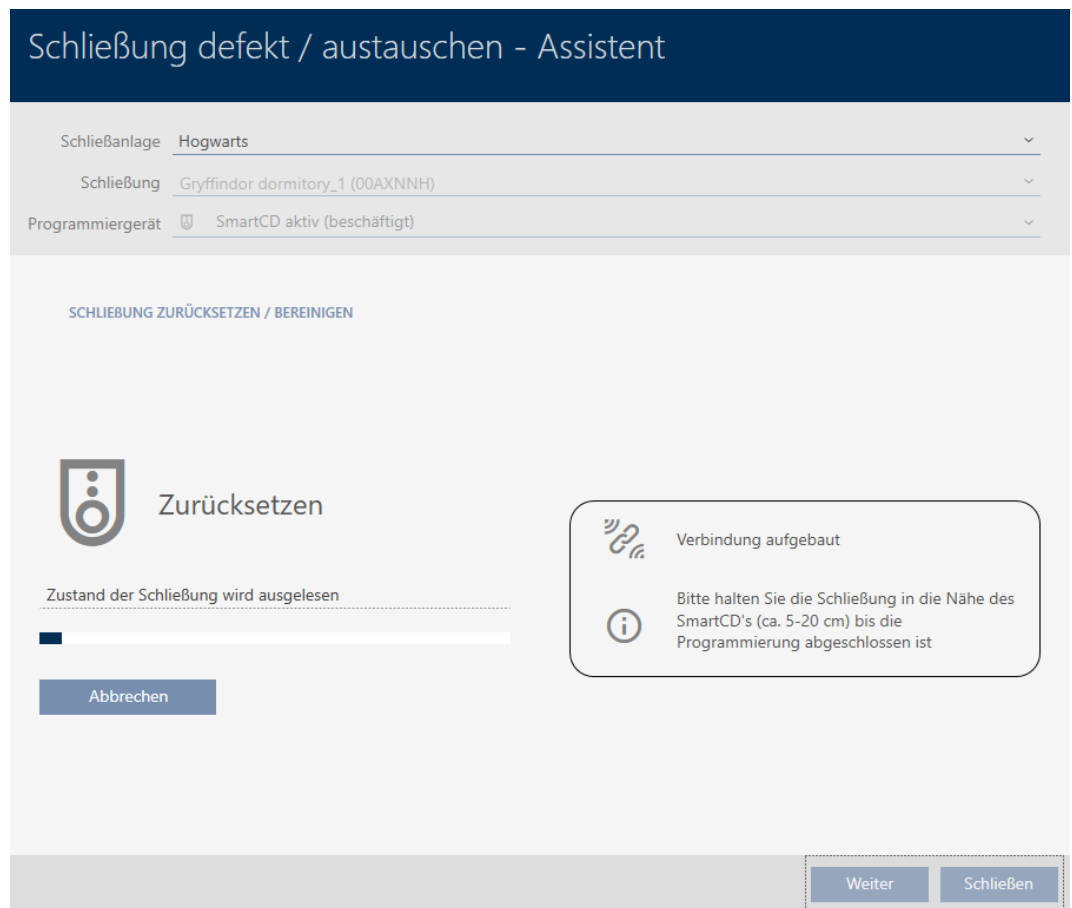 Schließung defekt / austauschen - Assistent
Schließanlage Hogwarts
Schließung Gryffindor dormitory_1 (00AXNNH)
Programmiergerät SmartCD aktiv (beschäftigt)
SCHLIEßUNG ZURÜCKSETZEN / BEREINIGEN
Zurücksetzen
Zustand der Schließung wird ausgelesen
Abbrechen
Verbindung aufgebaut
Bitte halten Sie die Schließung in die Nähe des
SmartCD's (ca. 5-20 cm) bis die
Programmierung abgeschlossen ist
Weiter Schließen